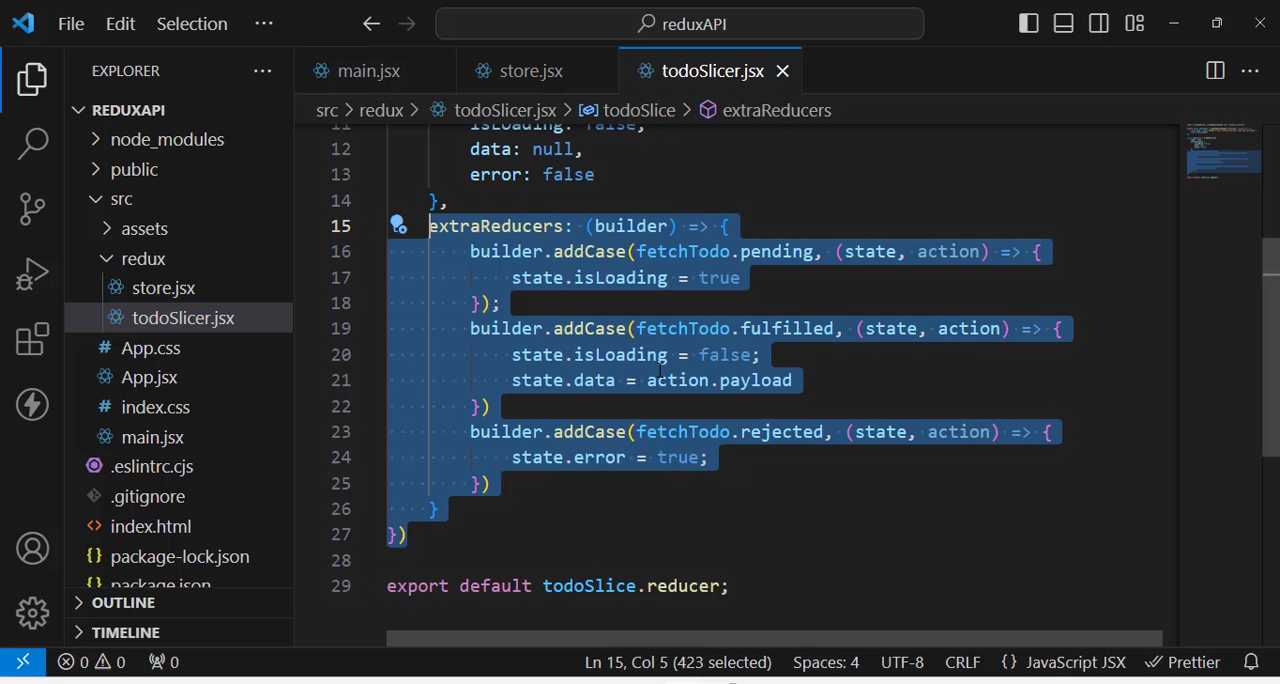 File Edit Selection ··· reduxAPI
EXPLORER ···
main.jsx store.jsx todoSlicer.jsx
REDUXAPI
node_modules
public
src
assets
redux
store.jsx
todoSlicer.jsx
App.css
App.jsx
index.css
main.jsx
.eslintrc.cjs
.gitignore
index.html
package-lock.json
package.json
OUTLINE
TIMELINE
src > redux > todoSlicer.jsx > todoSlice > extraReducers
11 isLoading: false,
12 data: null,
13 error: false
14 },
15 extraReducers: (builder) => {
16 builder.addCase(fetchTodo.pending, (state, action) => {
17 state.isLoading = true
18 });
19 builder.addCase(fetchTodo.fulfilled, (state, action) => {
20 state.isLoading = false;
21 state.data = action.payload
22 })
23 builder.addCase(fetchTodo.rejected, (state, action) => {
24 state.error = true;
25 })
26 }
27 })
28
29 export default todoSlice.reducer;
0 0 0 Ln 15, Col 5 (423 selected) Spaces: 4 UTF-8 CRLF {} JavaScript JSX Prettier